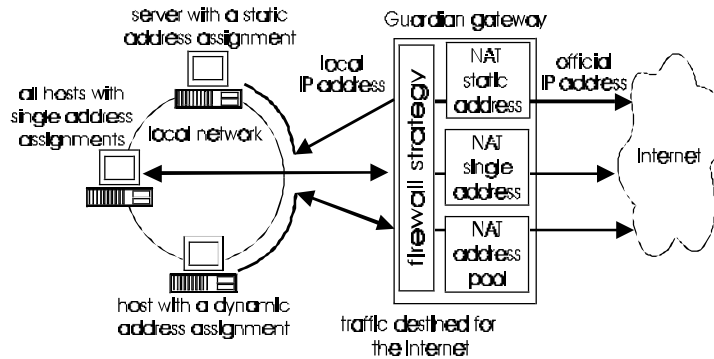 server with a static
address assignment
Guardian gateway
local
IP address
NAT
static
address
official
IP address
all hosts with
single address
assignments
local network
firewall strategy
NAT
single
address
Internet
NAT
address
pool
host with a dynamic
address assignment
traffic destined for
the Internet